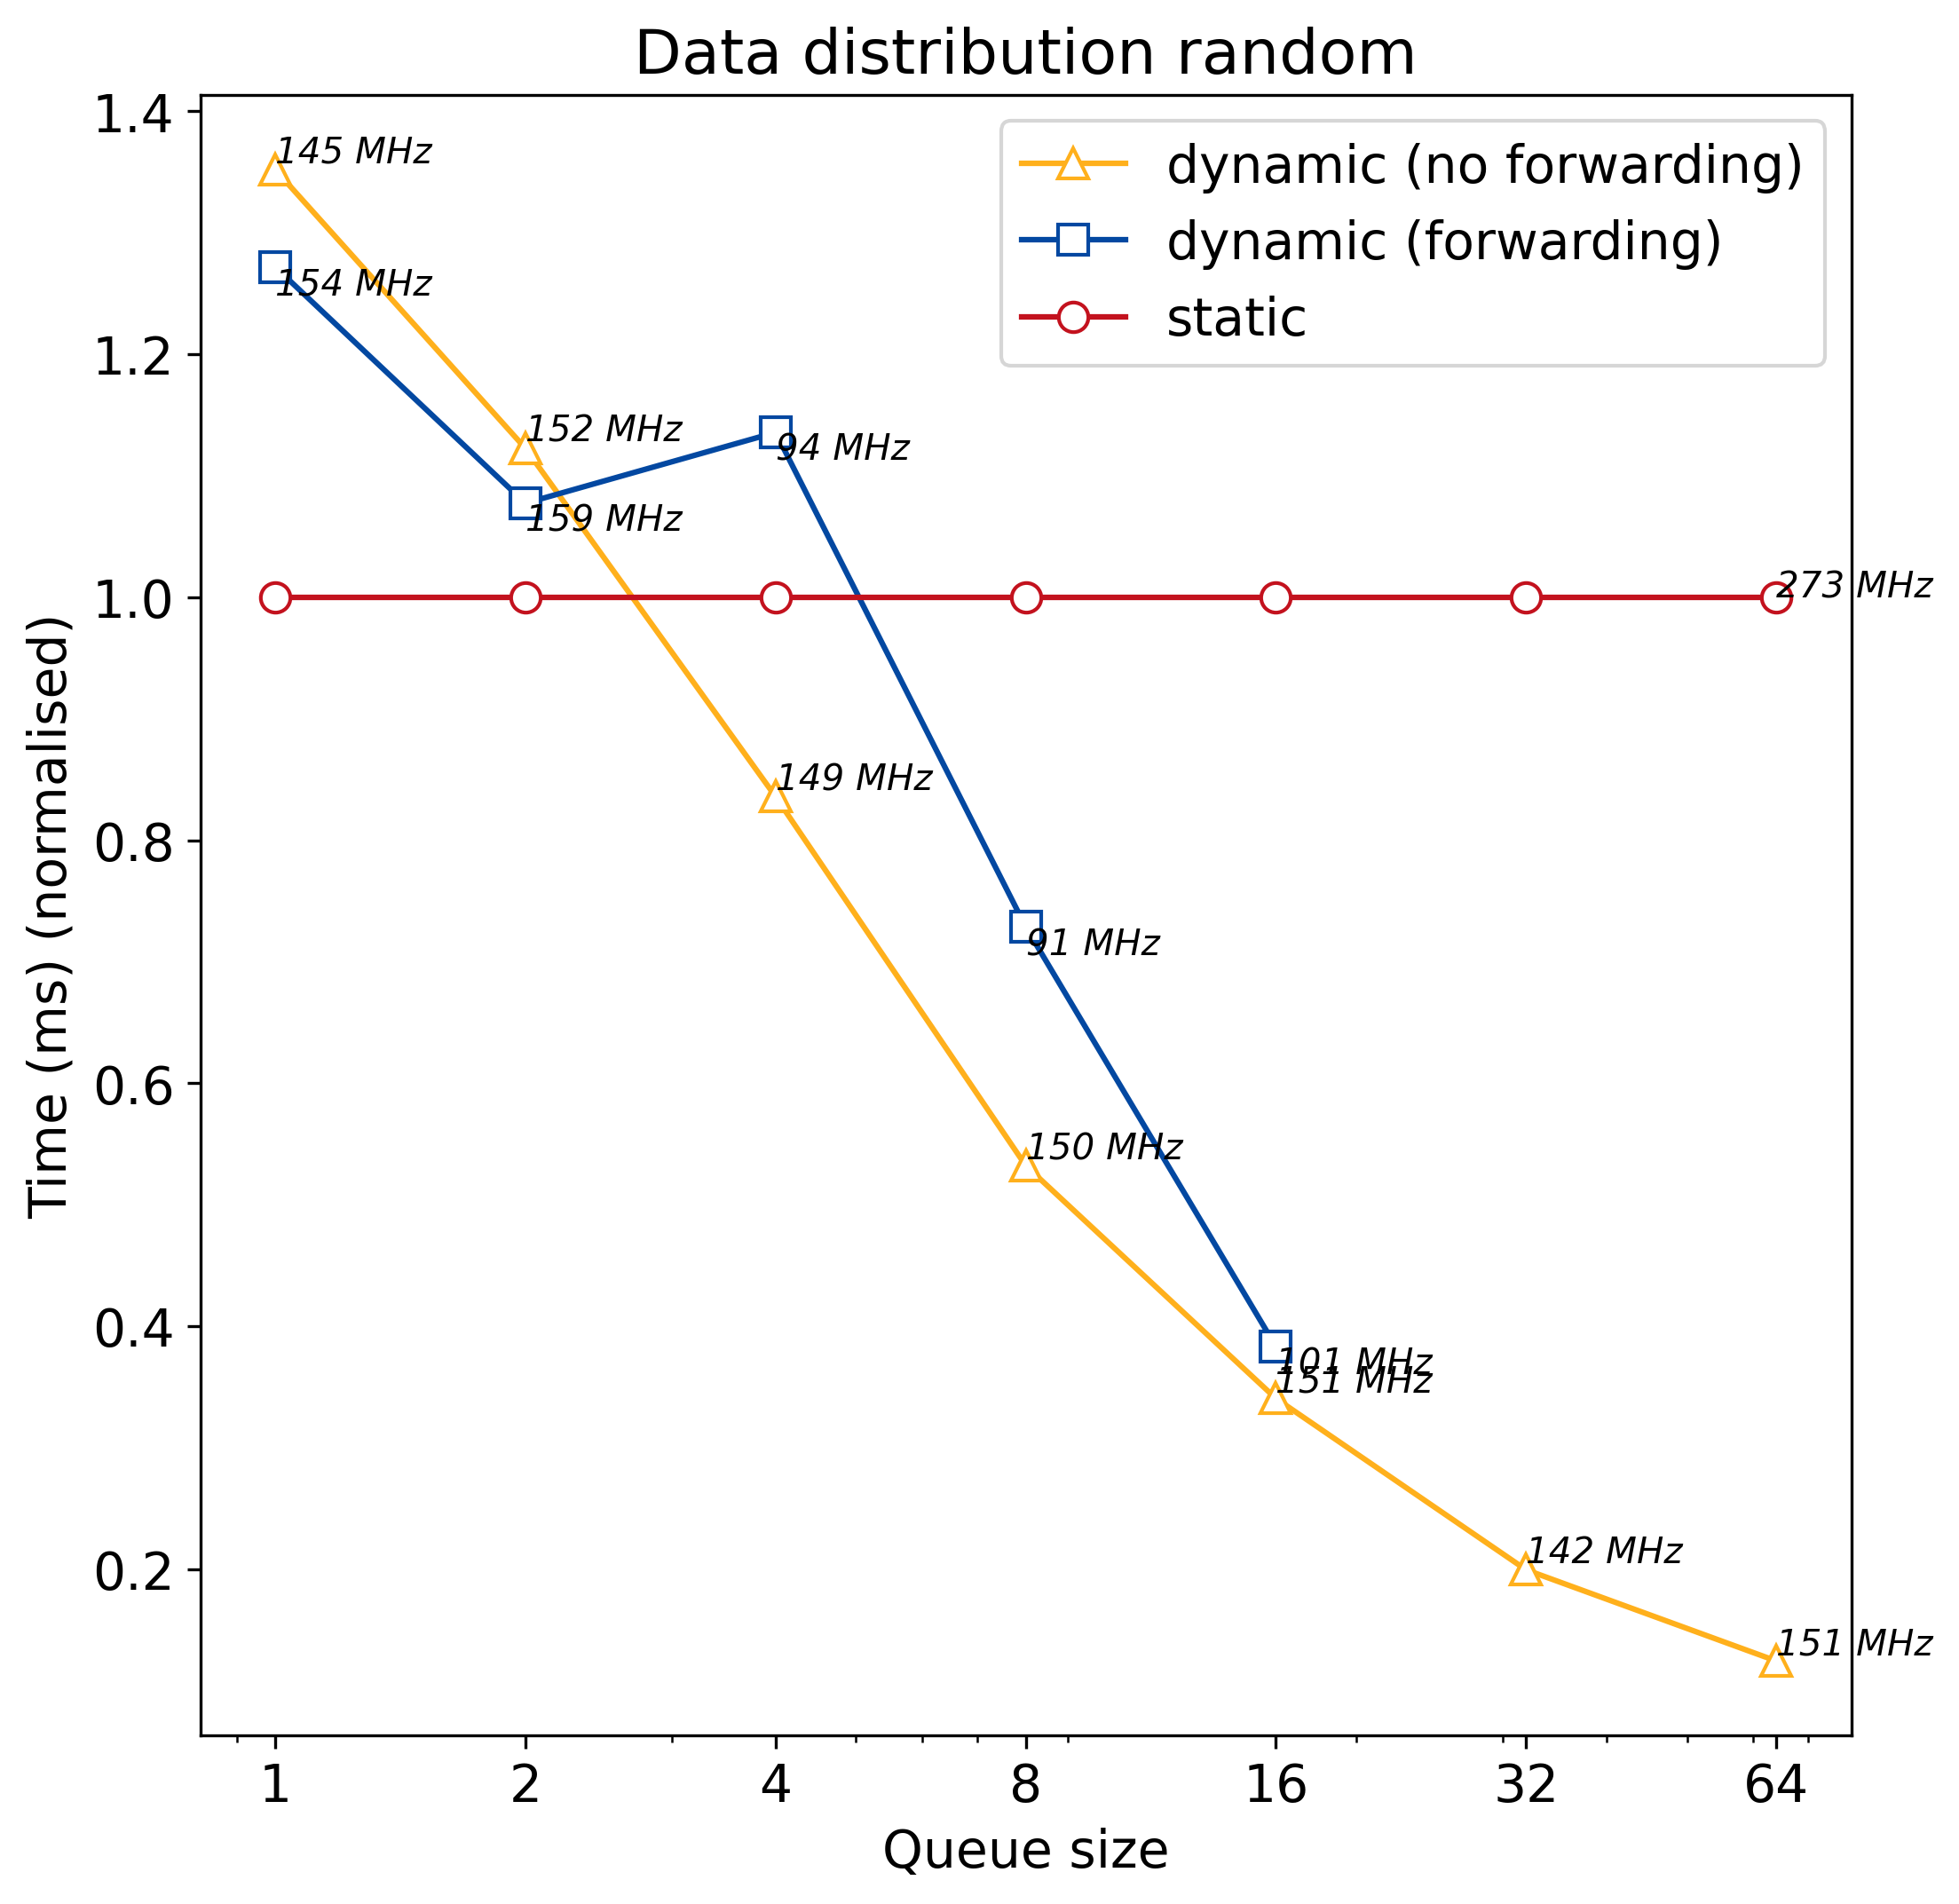 Data distribution random
dynamic (no forwarding)
dynamic (forwarding)
static
Time (ms) (normalised)
1.4
1.2
1.0
0.8
0.6
0.4
0.2
145 MHz
154 MHz
152 MHz
159 MHz
94 MHz
273 MHz
149 MHz
91 MHz
150 MHz
101 MHz
151 MHz
142 MHz
151 MHz
1 2 4 8 16 32 64
Queue size